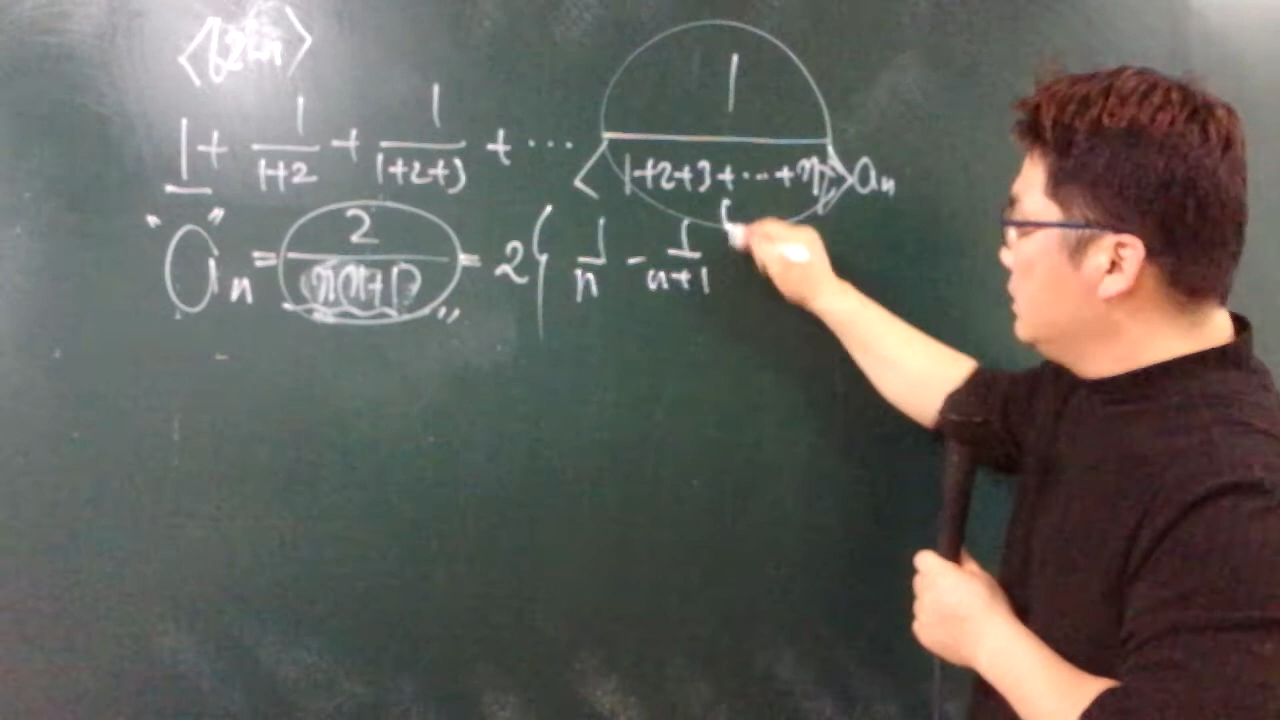 1 + 1/(1+2) + 1/(1+2+3) + ⋯ < 1/(1+2+3+⋯+n) > aₙ
"aₙ" = 2/(n(n+1)) = 2{ 1/n - 1/(n+1)